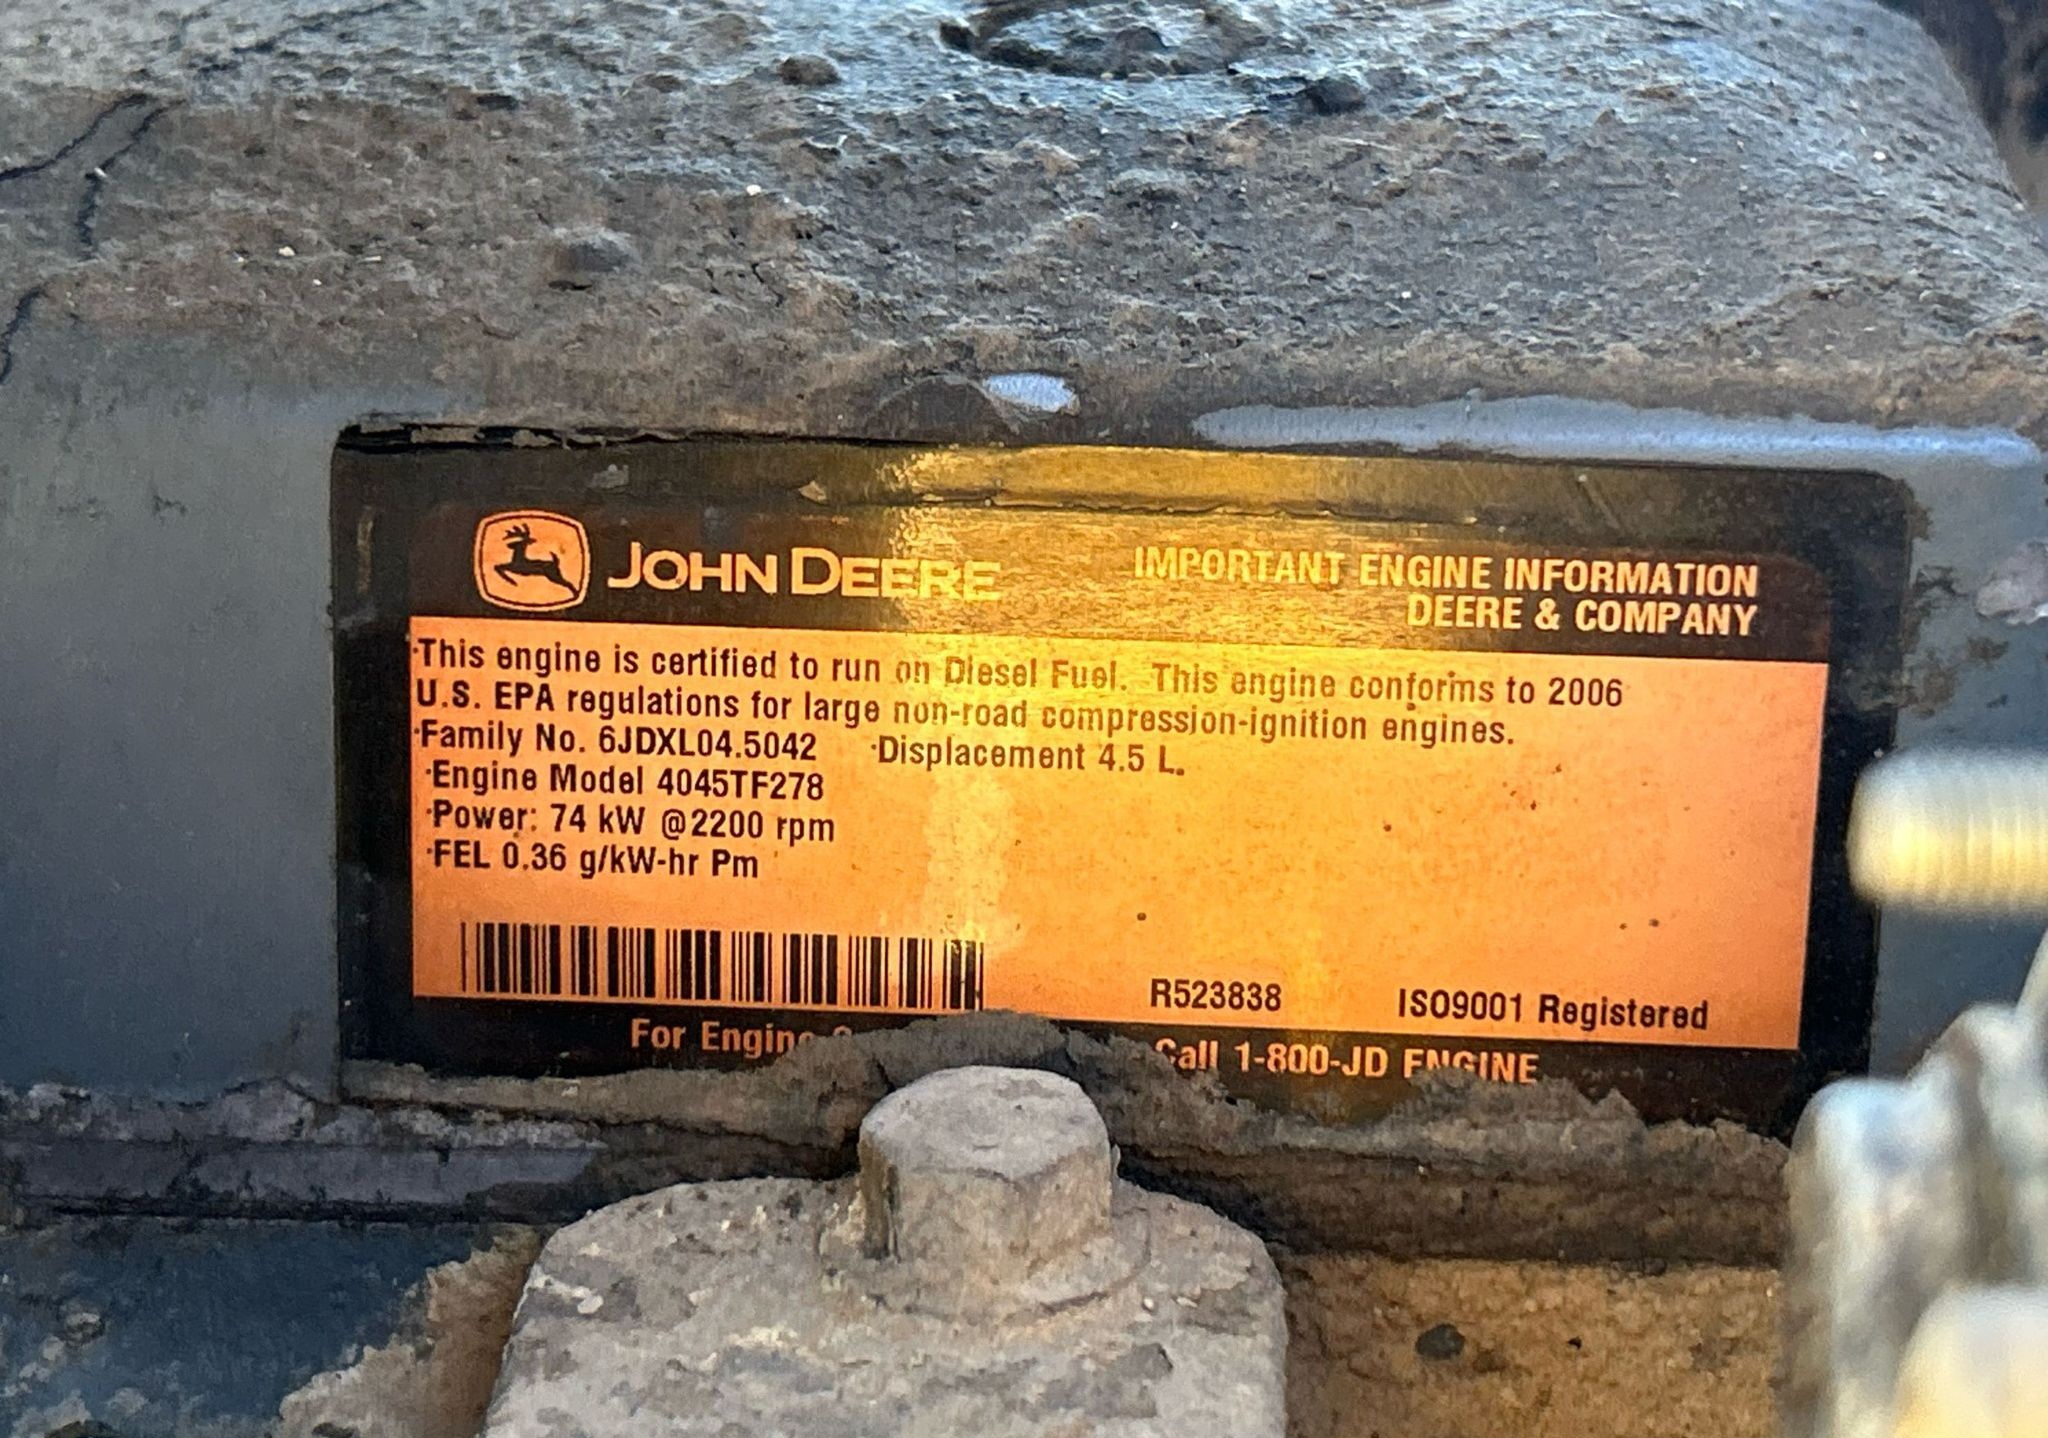 JOHN DEERE
IMPORTANT ENGINE INFORMATION
DEERE & COMPANY
·This engine is certified to run on Diesel Fuel. This engine conforms to 2006
U.S. EPA regulations for large non-road compression-ignition engines.
·Family No. 6JDXL04.5042 ·Displacement 4.5 L.
·Engine Model 4045TF278
·Power: 74 kW @2200 rpm
·FEL 0.36 g/kW-hr Pm
R523838 ISO9001 Registered
For Engine Call 1-800-JD ENGINE